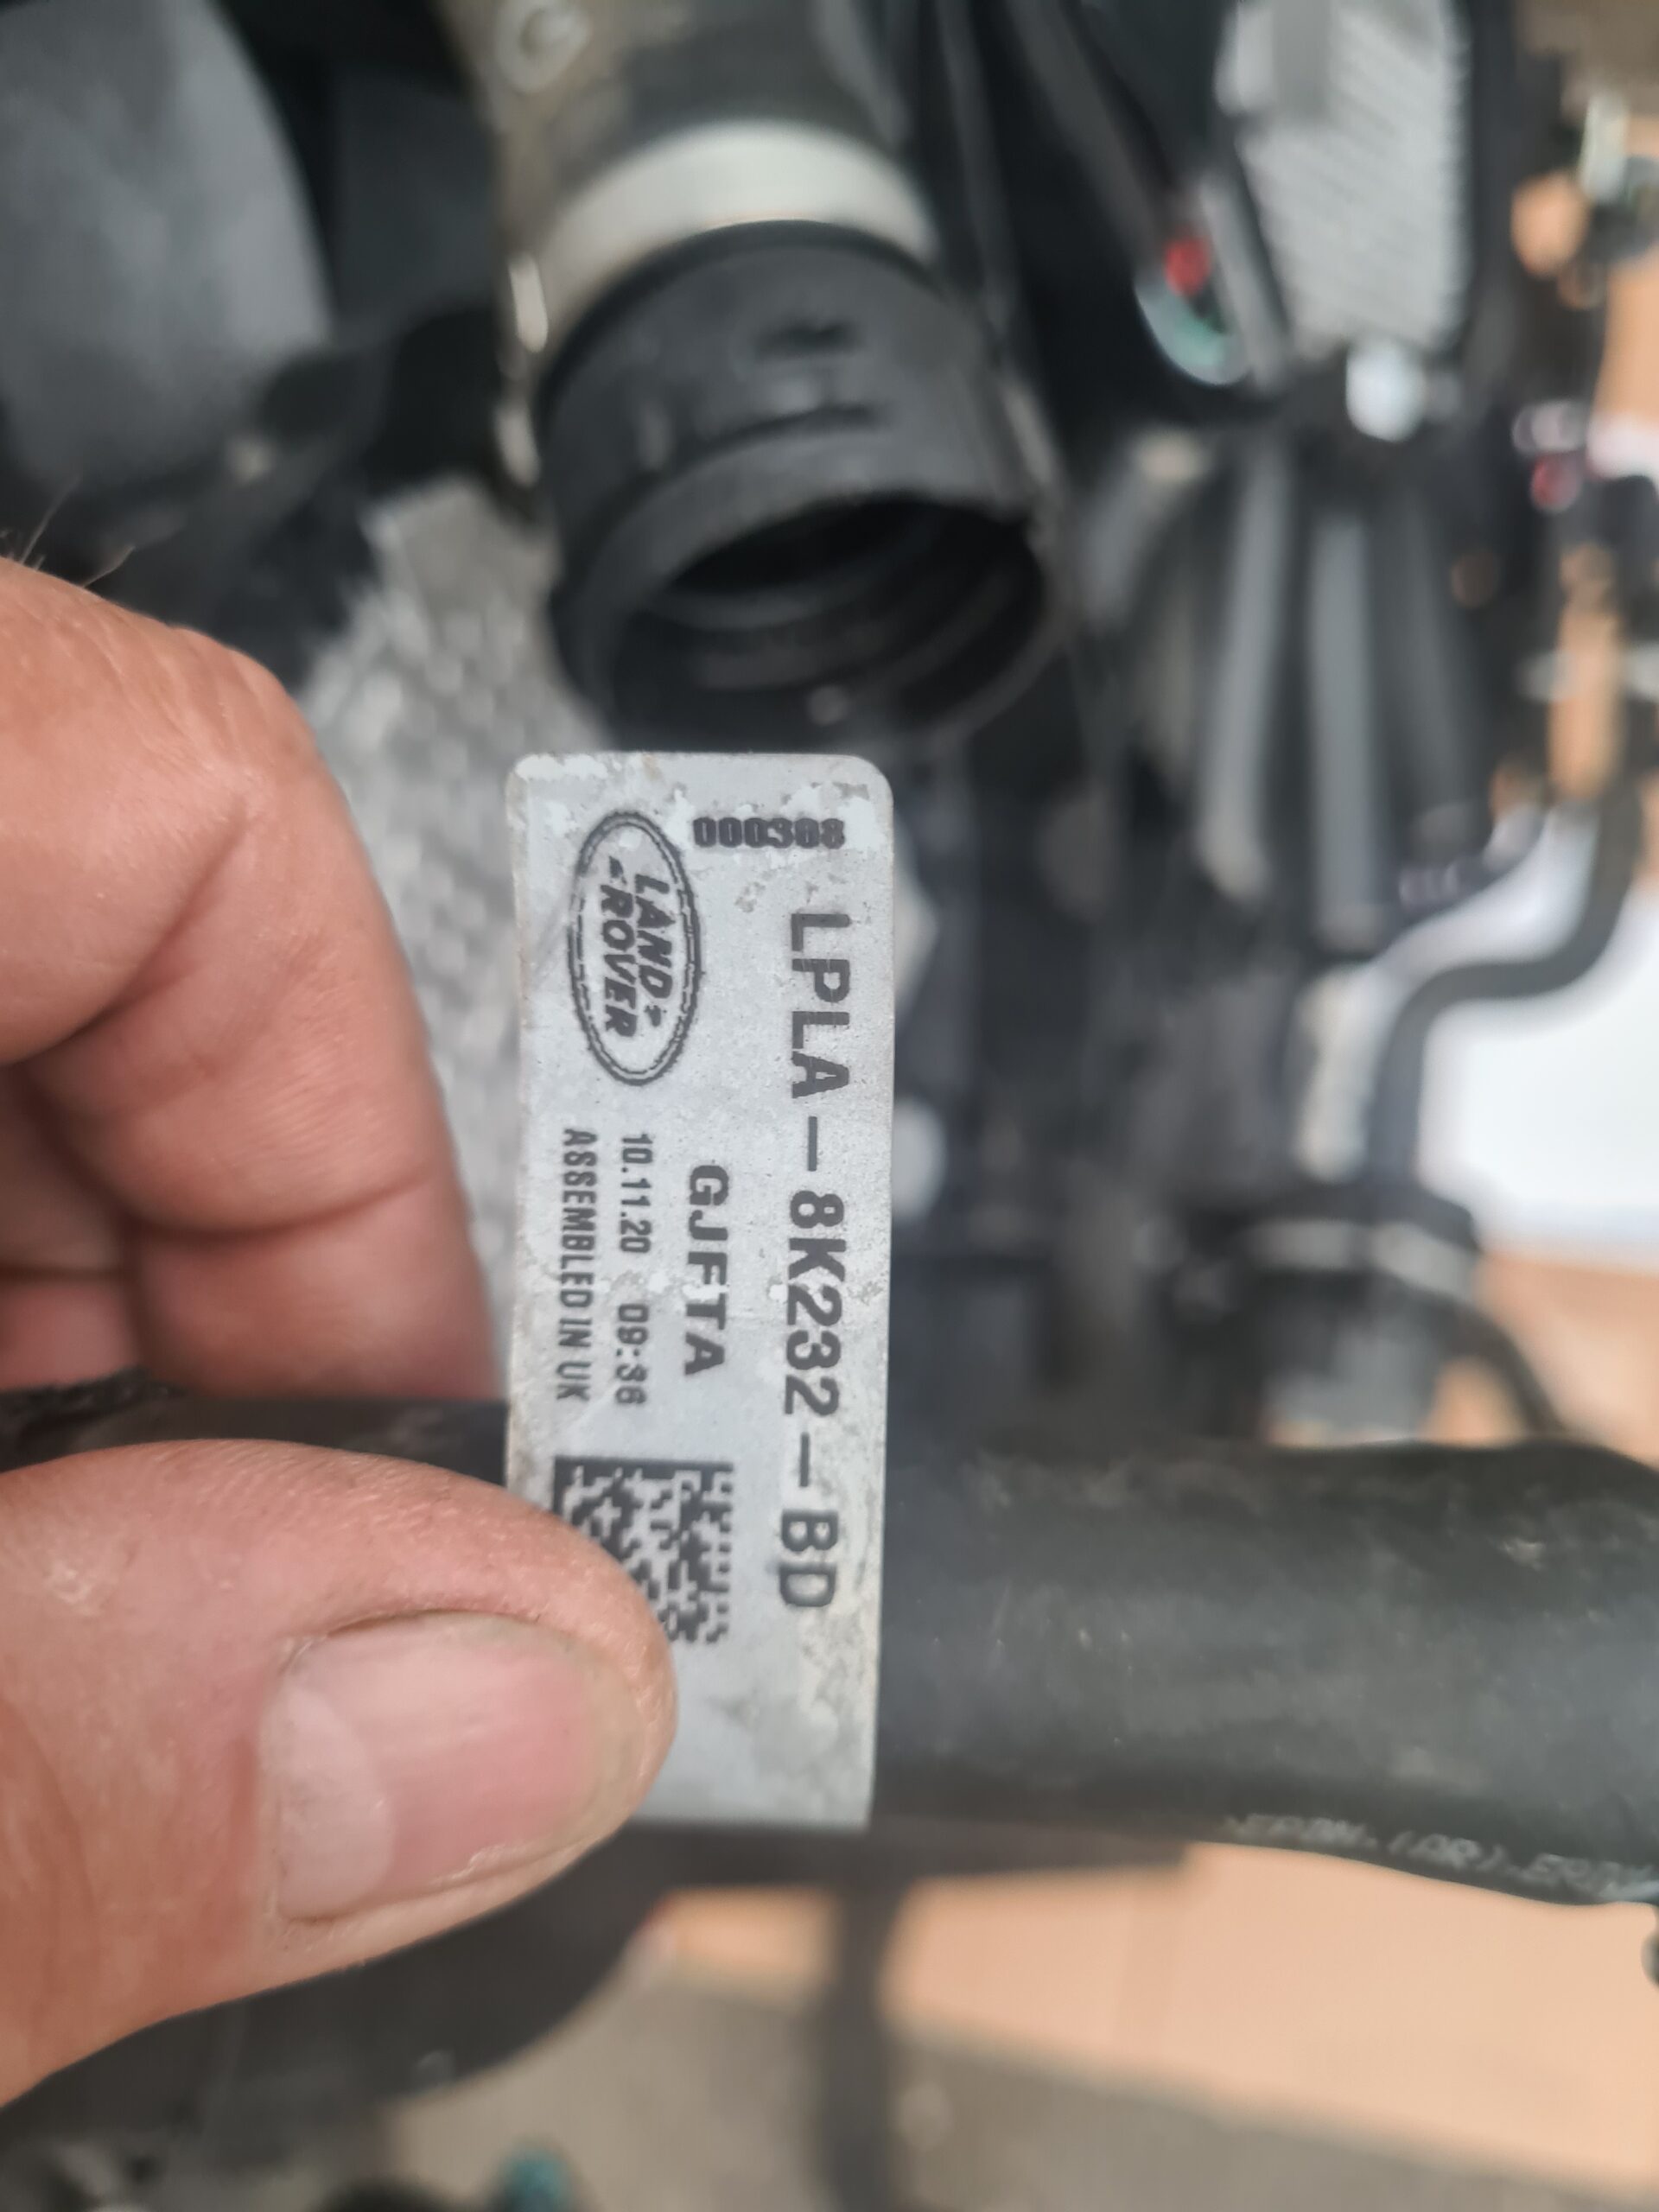 000308
LPLA-8K232-BD
LAND
-ROVER
GJFTA
10.11.20 09:36
ASSEMBLED IN UK